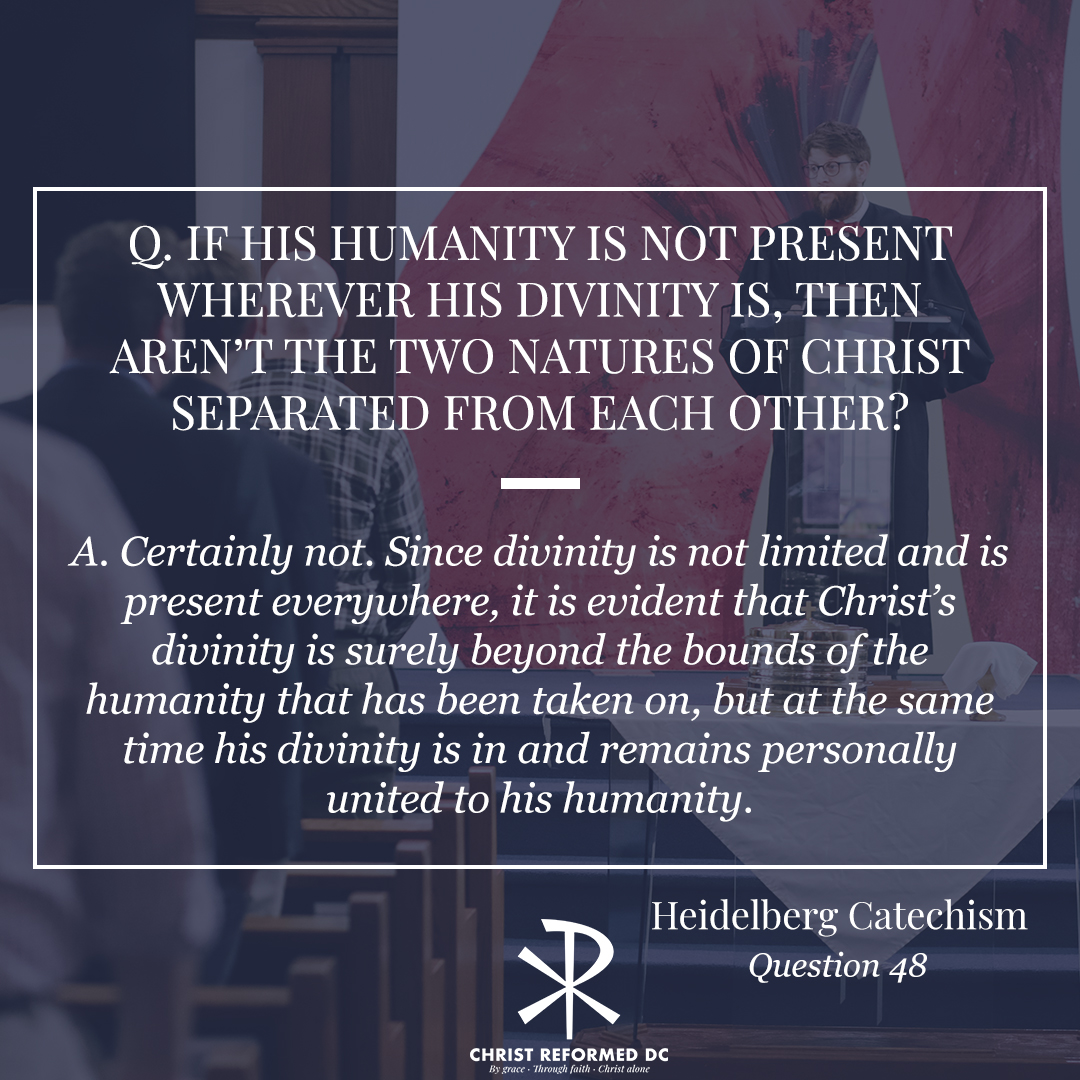 Q. IF HIS HUMANITY IS NOT PRESENT
WHEREVER HIS DIVINITY IS, THEN
AREN’T THE TWO NATURES OF CHRIST
SEPARATED FROM EACH OTHER?
A. Certainly not. Since divinity is not limited and is
present everywhere, it is evident that Christ’s
divinity is surely beyond the bounds of the
humanity that has been taken on, but at the same
time his divinity is in and remains personally
united to his humanity.
Heidelberg Catechism
Question 48
CHRIST REFORMED DC
By grace · Through faith · Christ alone